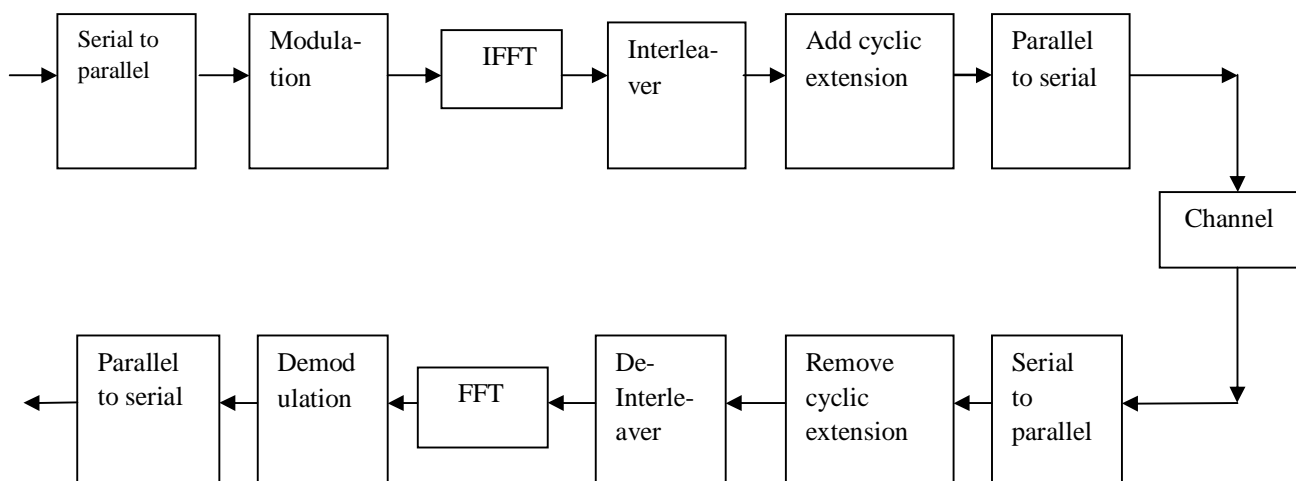 Serial to
parallel
Modula-
tion
IFFT
Interlea-
ver
Add cyclic
extension
Parallel
to serial
Channel
Parallel
to serial
Demod
ulation
FFT
De-
Interle-
aver
Remove
cyclic
extension
Serial
to
parallel